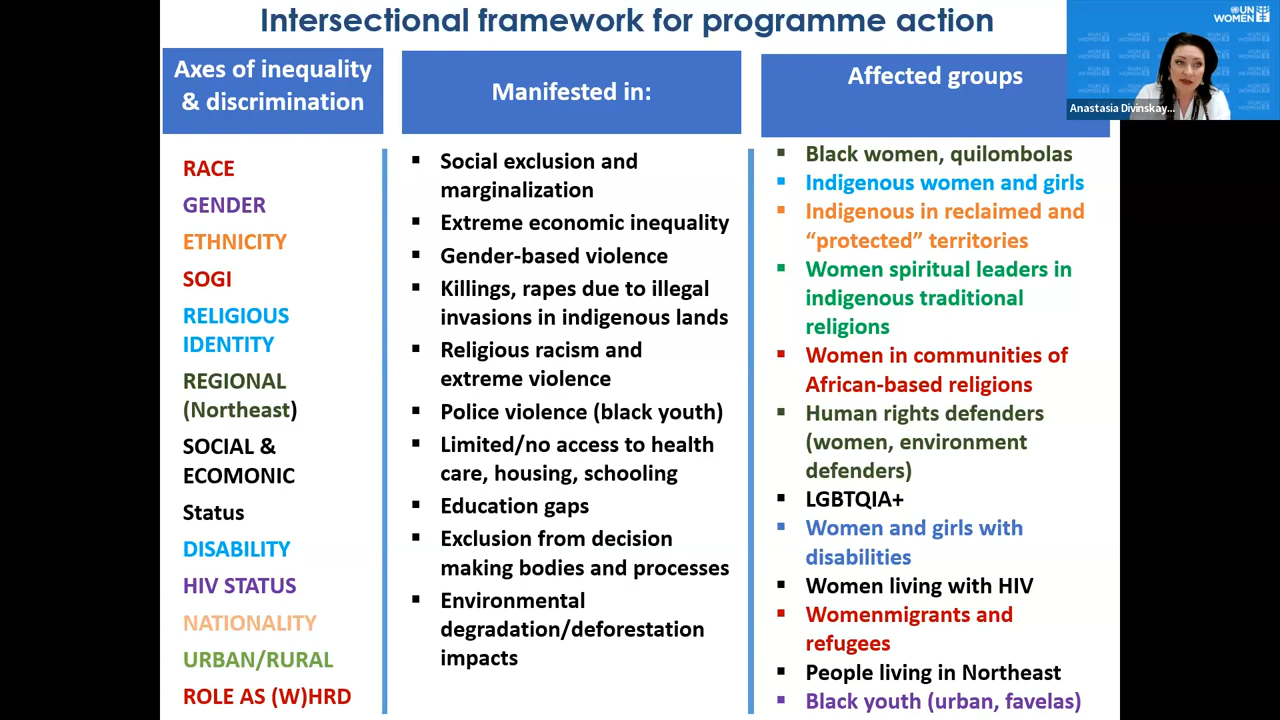 Intersectional framework for programme action
UN
WOMEN
Anastasia Divinskay...
Axes of inequality
& discrimination
RACE
GENDER
ETHNICITY
SOGI
RELIGIOUS
IDENTITY
REGIONAL
(Northeast)
SOCIAL &
ECOMONIC
Status
DISABILITY
HIV STATUS
NATIONALITY
URBAN/RURAL
ROLE AS (W)HRD
Manifested in:
▪ Social exclusion and
marginalization
▪ Extreme economic inequality
▪ Gender-based violence
▪ Killings, rapes due to illegal
invasions in indigenous lands
▪ Religious racism and
extreme violence
▪ Police violence (black youth)
▪ Limited/no access to health
care, housing, schooling
▪ Education gaps
▪ Exclusion from decision
making bodies and processes
▪ Environmental
degradation/deforestation
impacts
Affected groups
▪ Black women, quilombolas
▪ Indigenous women and girls
▪ Indigenous in reclaimed and
“protected” territories
▪ Women spiritual leaders in
indigenous traditional
religions
▪ Women in communities of
African-based religions
▪ Human rights defenders
(women, environment
defenders)
▪ LGBTQIA+
▪ Women and girls with
disabilities
▪ Women living with HIV
▪ Womenmigrants and
refugees
▪ People living in Northeast
▪ Black youth (urban, favelas)